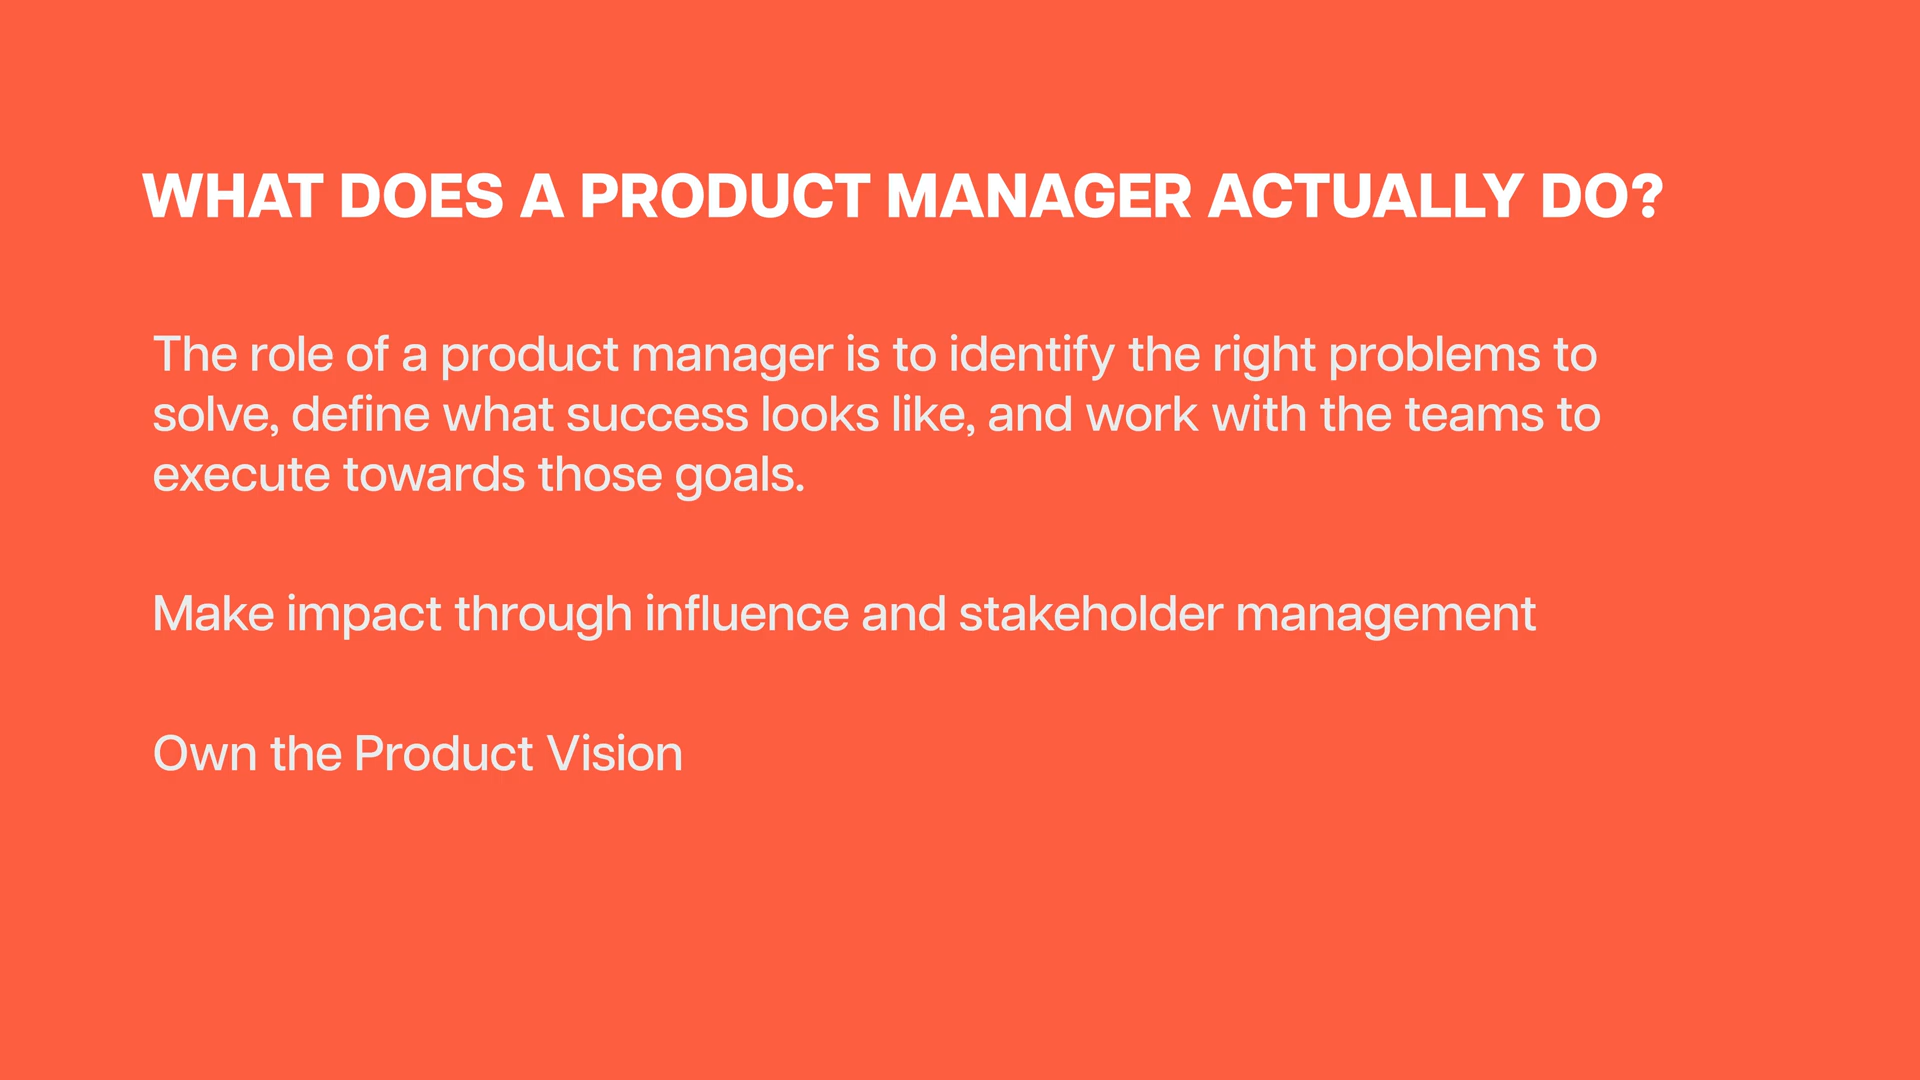 WHAT DOES A PRODUCT MANAGER ACTUALLY DO?
The role of a product manager is to identify the right problems to
solve, define what success looks like, and work with the teams to
execute towards those goals.
Make impact through influence and stakeholder management
Own the Product Vision